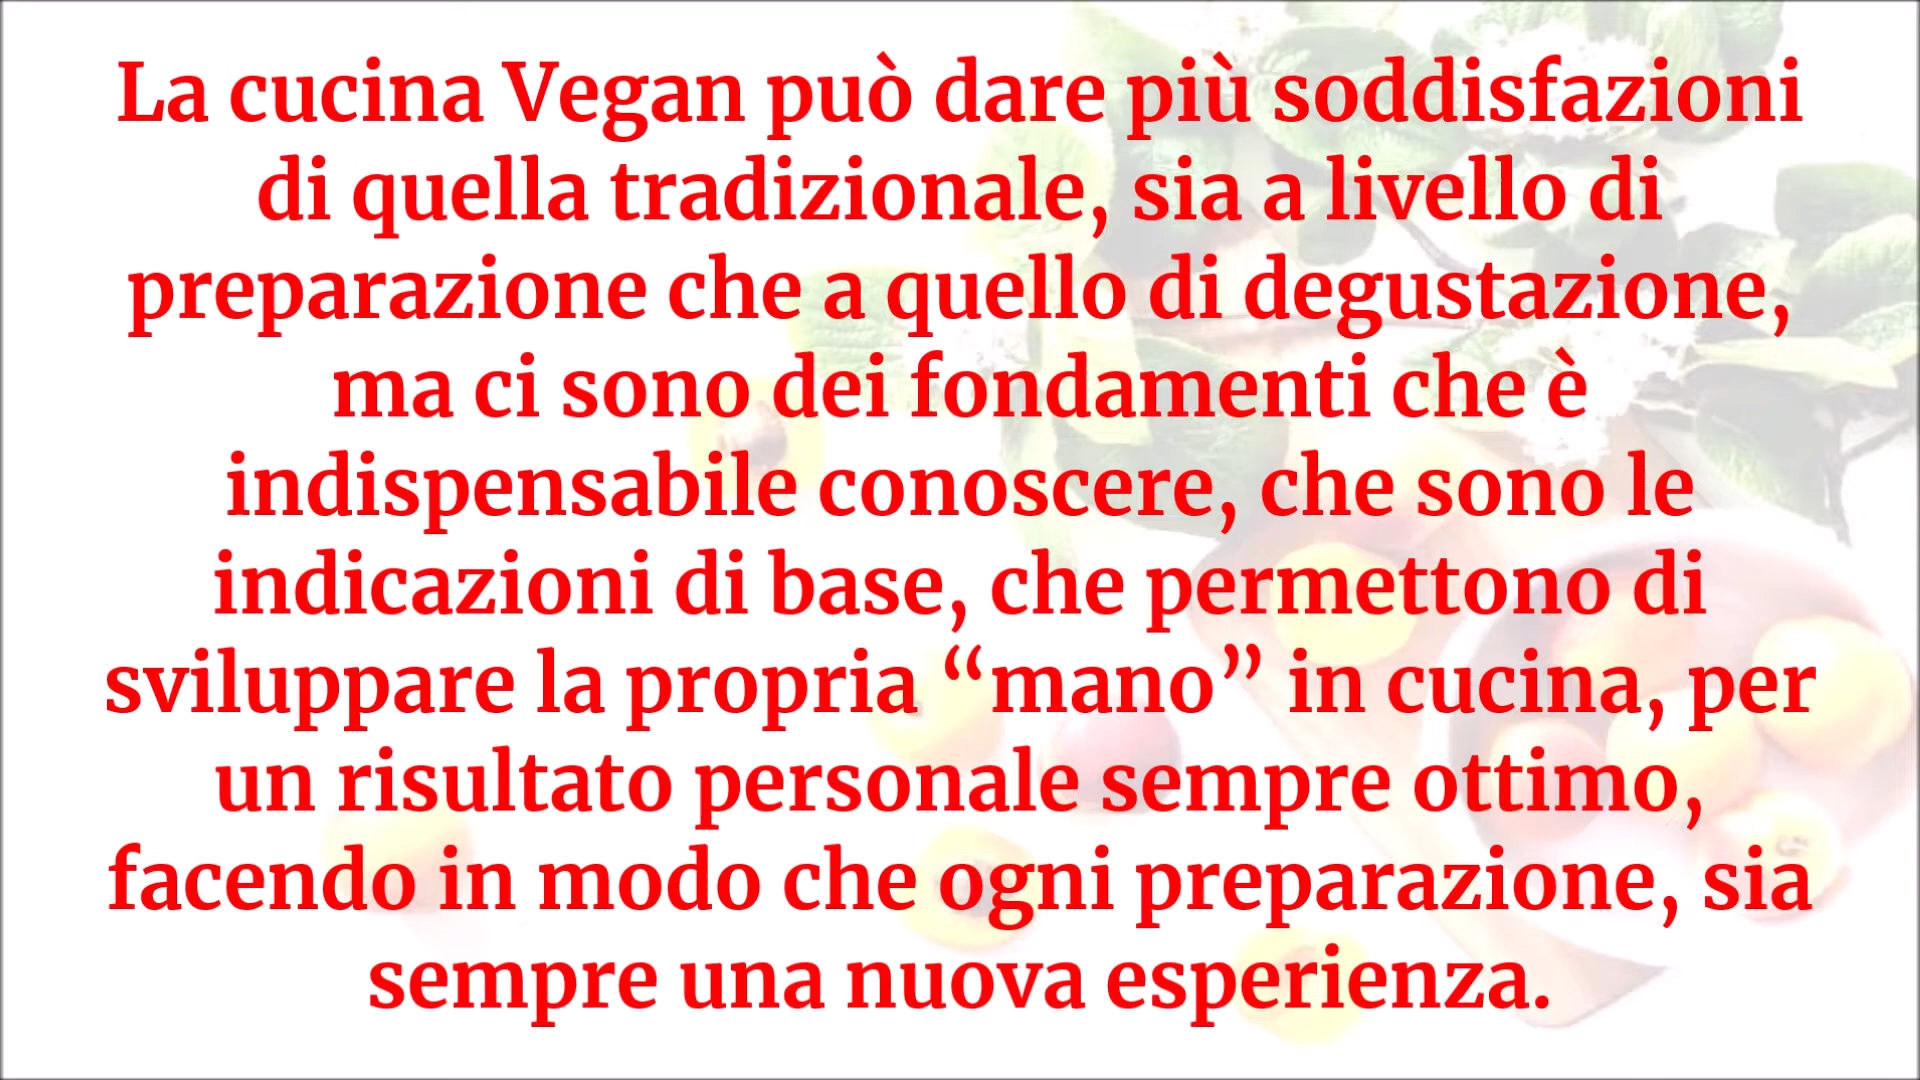 La cucina Vegan può dare più soddisfazioni
di quella tradizionale, sia a livello di
preparazione che a quello di degustazione,
ma ci sono dei fondamenti che è
indispensabile conoscere, che sono le
indicazioni di base, che permettono di
sviluppare la propria “mano” in cucina, per
un risultato personale sempre ottimo,
facendo in modo che ogni preparazione, sia
sempre una nuova esperienza.